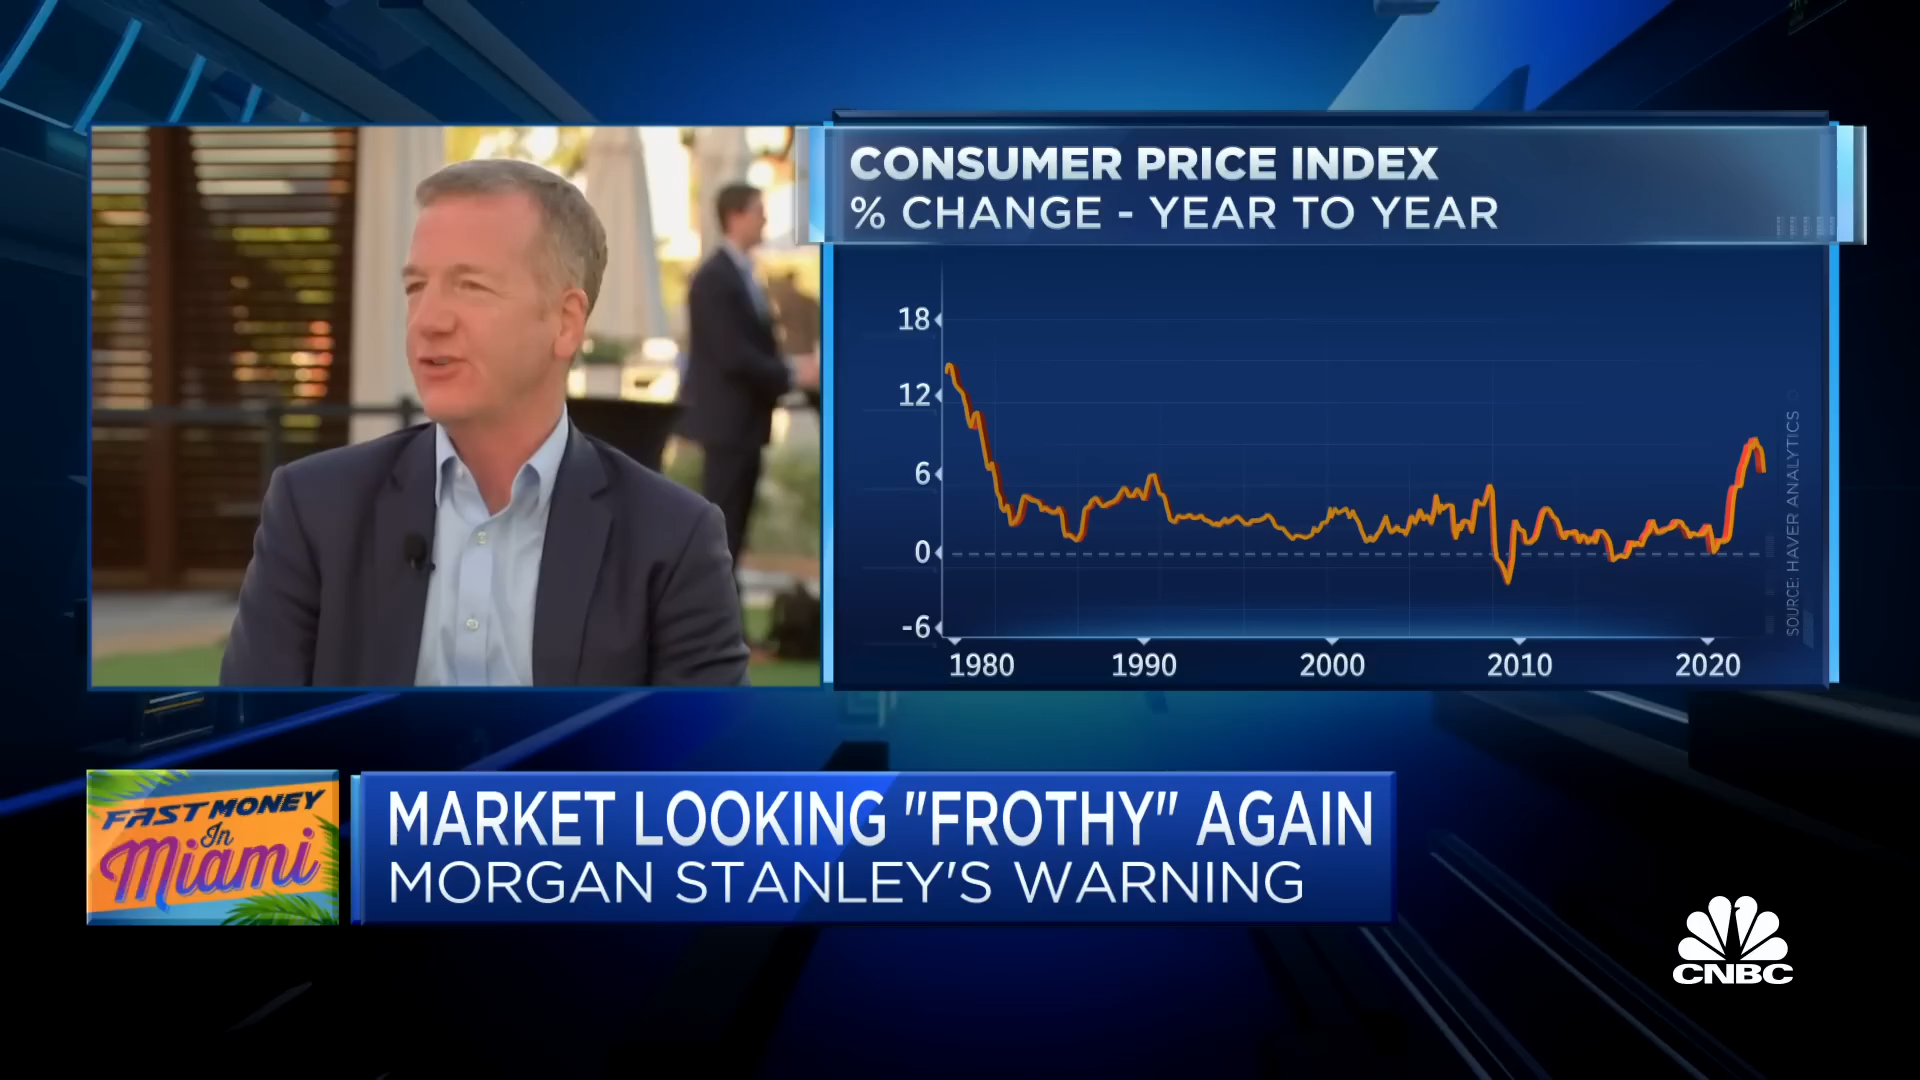 CONSUMER PRICE INDEX
% CHANGE - YEAR TO YEAR
18
12
6
0
-6
1980 1990 2000 2010 2020
SOURCE: HAVER ANALYTICS
FAST MONEY
In
Miami
MARKET LOOKING "FROTHY" AGAIN
MORGAN STANLEY'S WARNING
CNBC